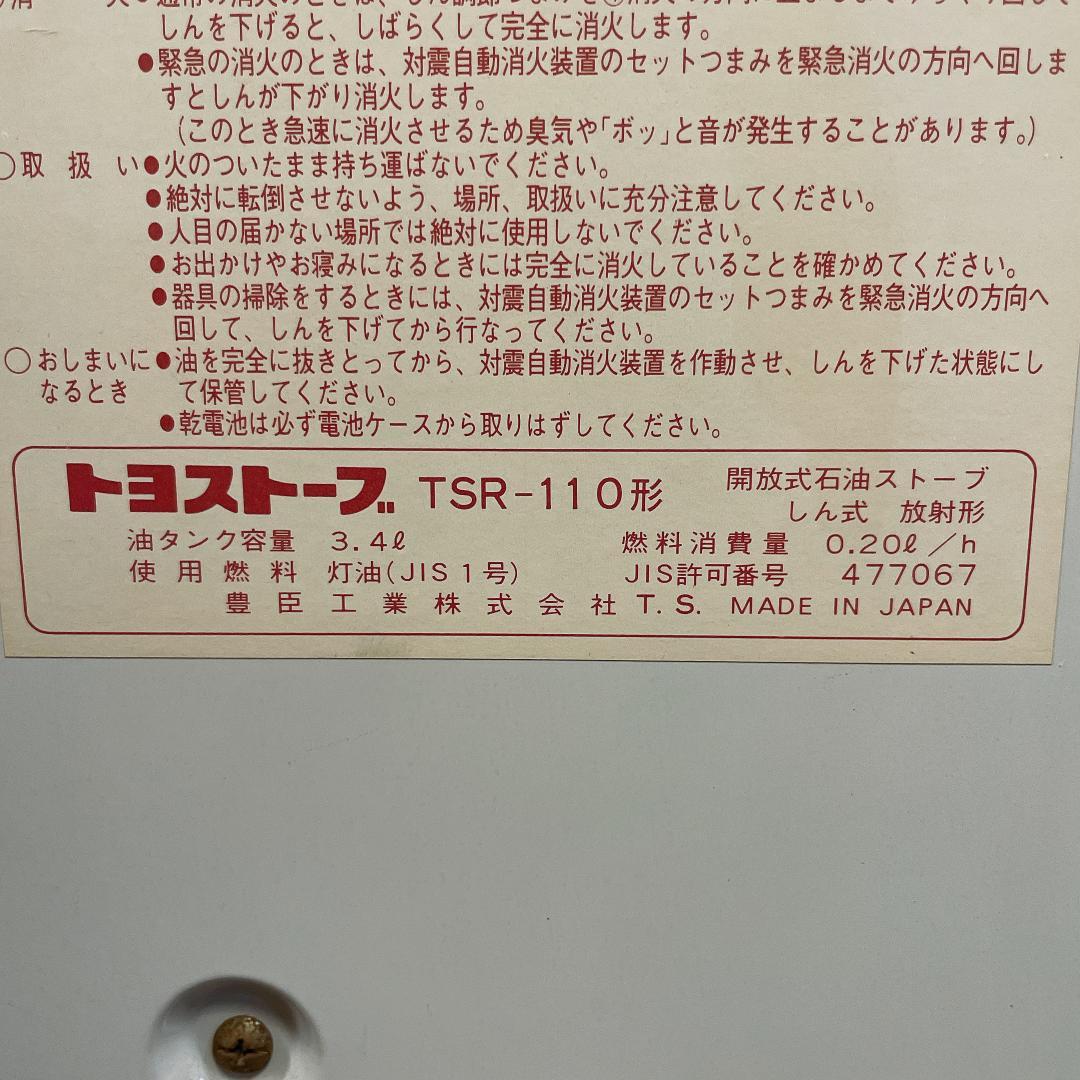 しんを下げると、しばらくして完全に消火します。
●緊急の消火のときは、対震自動消火装置のセットつまみを緊急消火の方向へ回しま
すとしんが下がり消火します。
(このとき急速に消火させるため臭気や「ボッ」と音が発生することがあります。)
○取扱い●火のついたまま持ち運ばないでください。
●絶対に転倒させないよう、場所、取扱いに充分注意してください。
●人目の届かない場所では絶対に使用しないでください。
●お出かけやお寝みになるときには完全に消火していることを確かめてください。
●器具の掃除をするときには、対震自動消火装置のセットつまみを緊急消火の方向へ
回して、しんを下げてから行なってください。
○おしまいに●油を完全に抜きとってから、対震自動消火装置を作動させ、しんを下げた状態にし
なるとき て保管してください。
●乾電池は必ず電池ケースから取りはずしてください。
トヨストーブ TSR-110形 開放式石油ストーブ
しん式 放射形
油タンク容量 3.4ℓ 燃料消費量 0.20ℓ/h
使用燃料 灯油(JIS1号) JIS許可番号 477067
豊臣工業株式会社 T.S. MADE IN JAPAN